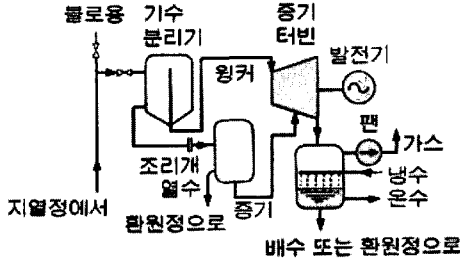 블로용
기수
분리기
증기
터빈
발전기
윙커
팬
가스
조리개
열수
냉수
온수
지열정에서
환원정으로
증기
배수 또는 환원정으로